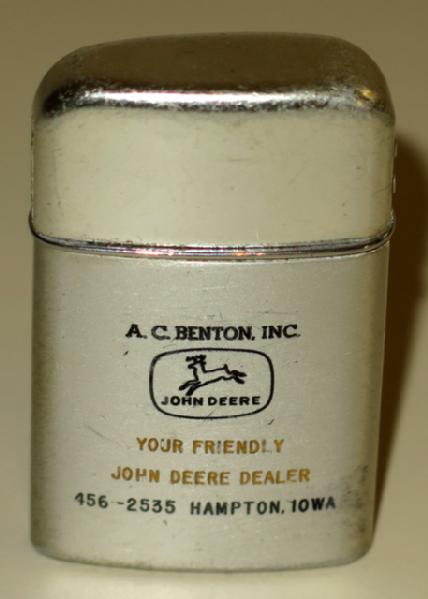 A. C. BENTON, INC.
JOHN DEERE
YOUR FRIENDLY
JOHN DEERE DEALER
456-2535 HAMPTON, IOWA